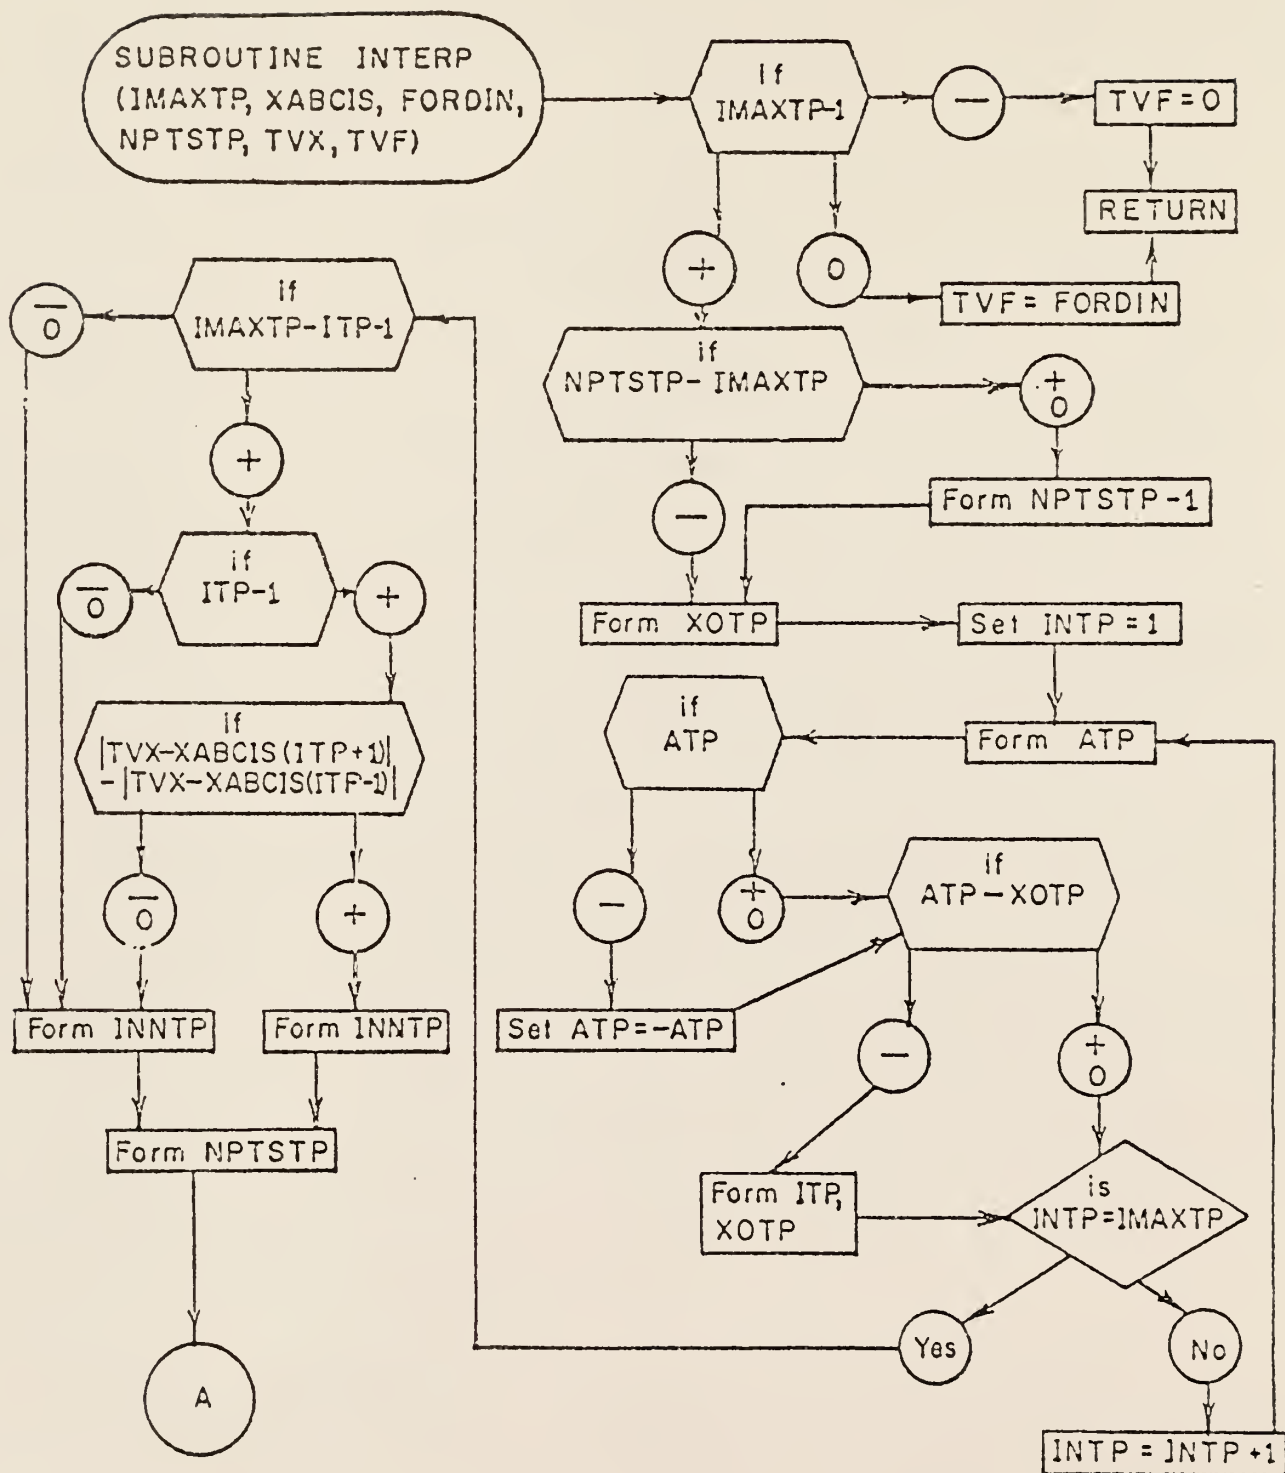 SUBROUTINE INTERP
(IMAXTP, XABCIS, FORDIN,
NPTSTP, TVX, TVF)
if
IMAXTP-1
—
TVF=0
RETURN
+
0
TVF= FORDIN
if
NPTSTP- IMAXTP
+
0
Form NPTSTP-1
—
Form XOTP
Set INTP=1
Form ATP
if
ATP
—
+
0
Set ATP=-ATP
if
ATP-XOTP
—
+
0
Form ITP,
XOTP
is
INTP=IMAXTP
Yes
No
INTP = INTP+1
if
IMAXTP-ITP-1
—
0
+
if
ITP-1
—
0
+
if
|TVX-XABCIS(ITP+1)|
-|TVX-XABCIS(ITP-1)|
—
0
+
Form INNTP
Form INNTP
Form NPTSTP
A